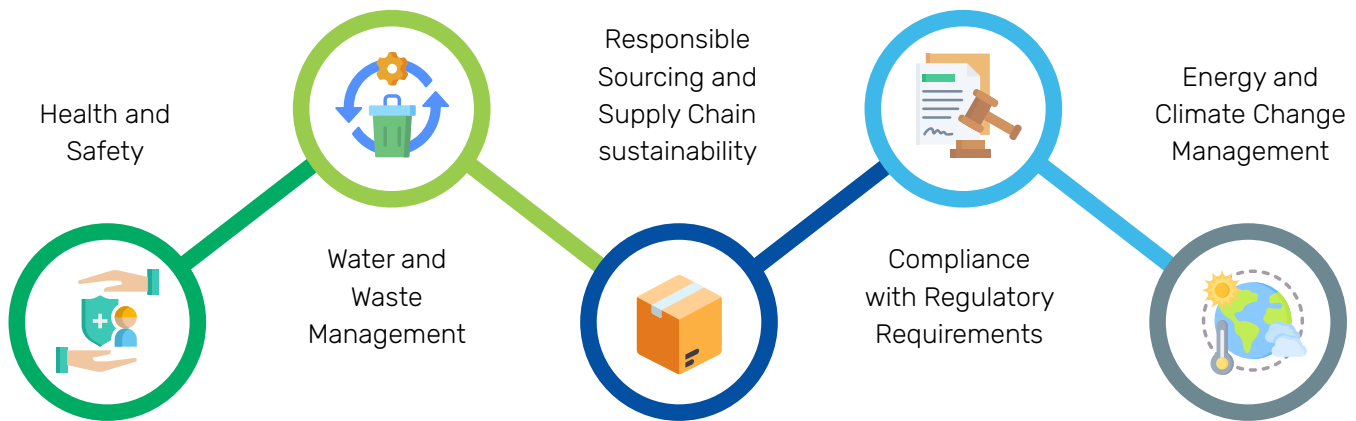 Health and
Safety
Water and
Waste
Management
Responsible
Sourcing and
Supply Chain
sustainability
Compliance
with Regulatory
Requirements
Energy and
Climate Change
Management